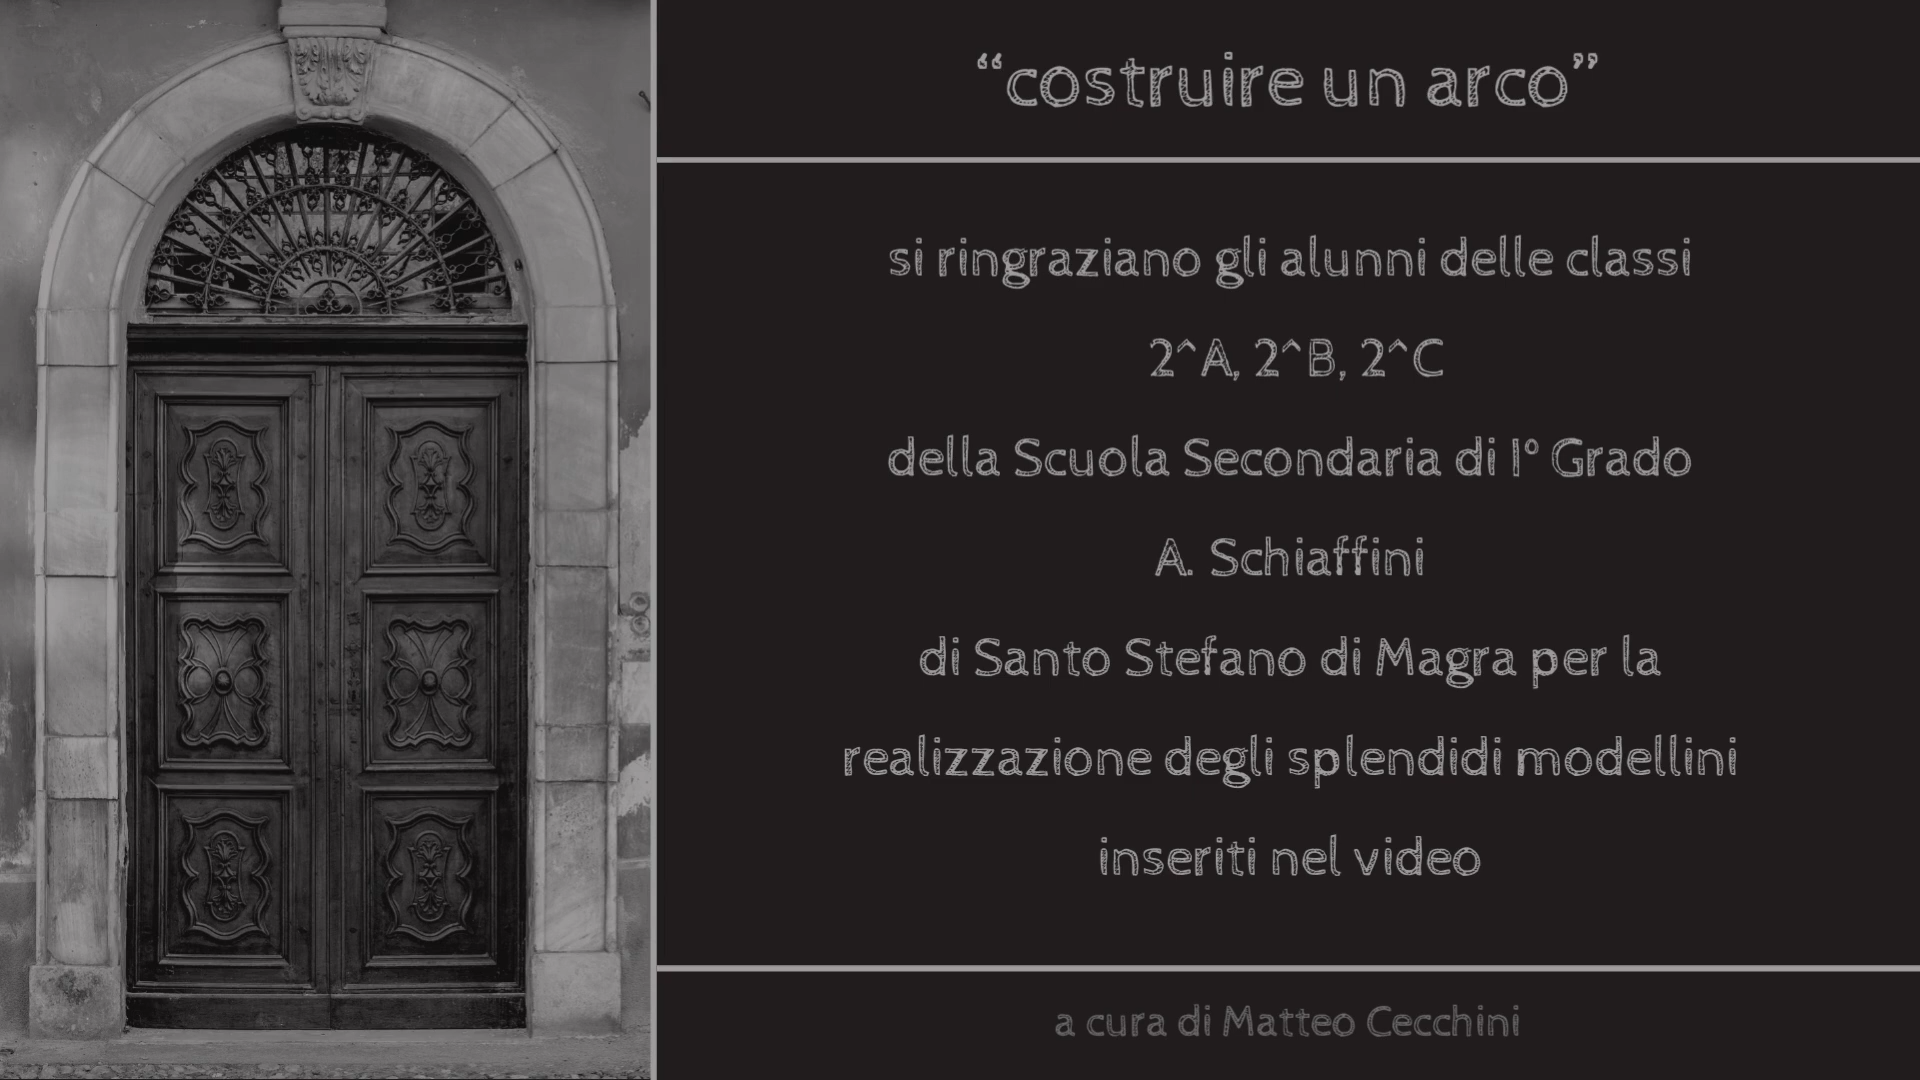 “costruire un arco”
si ringraziano gli alunni delle classi
2^A, 2^B, 2^C
della Scuola Secondaria di I° Grado
A. Schiaffini
di Santo Stefano di Magra per la
realizzazione degli splendidi modellini
inseriti nel video
a cura di Matteo Cecchini